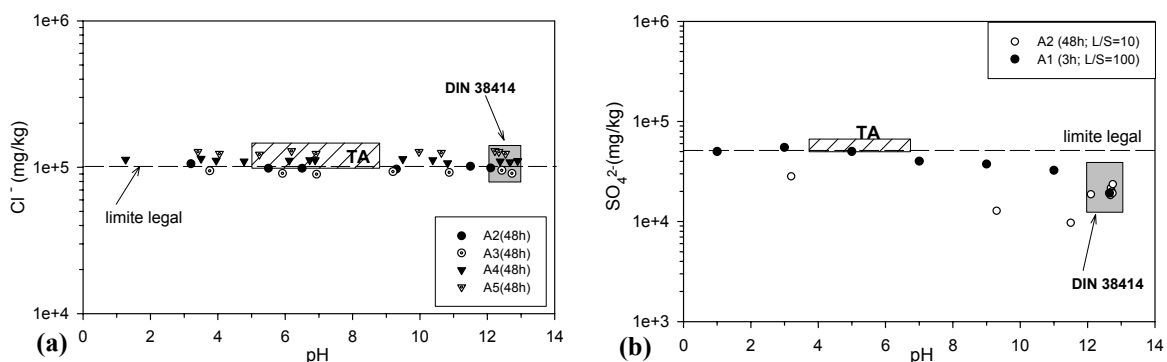 1e+6
1e+5
1e+4
Cl⁻ (mg/kg)
DIN 38414
TA
limite legal
A2(48h)
A3(48h)
A4(48h)
A5(48h)
0 2 4 6 8 10 12 14
pH
(a)
1e+6
1e+5
1e+4
1e+3
SO₄²⁻(mg/kg)
A2 (48h; L/S=10)
A1 (3h; L/S=100)
TA
limite legal
DIN 38414
0 2 4 6 8 10 12 14
pH
(b)